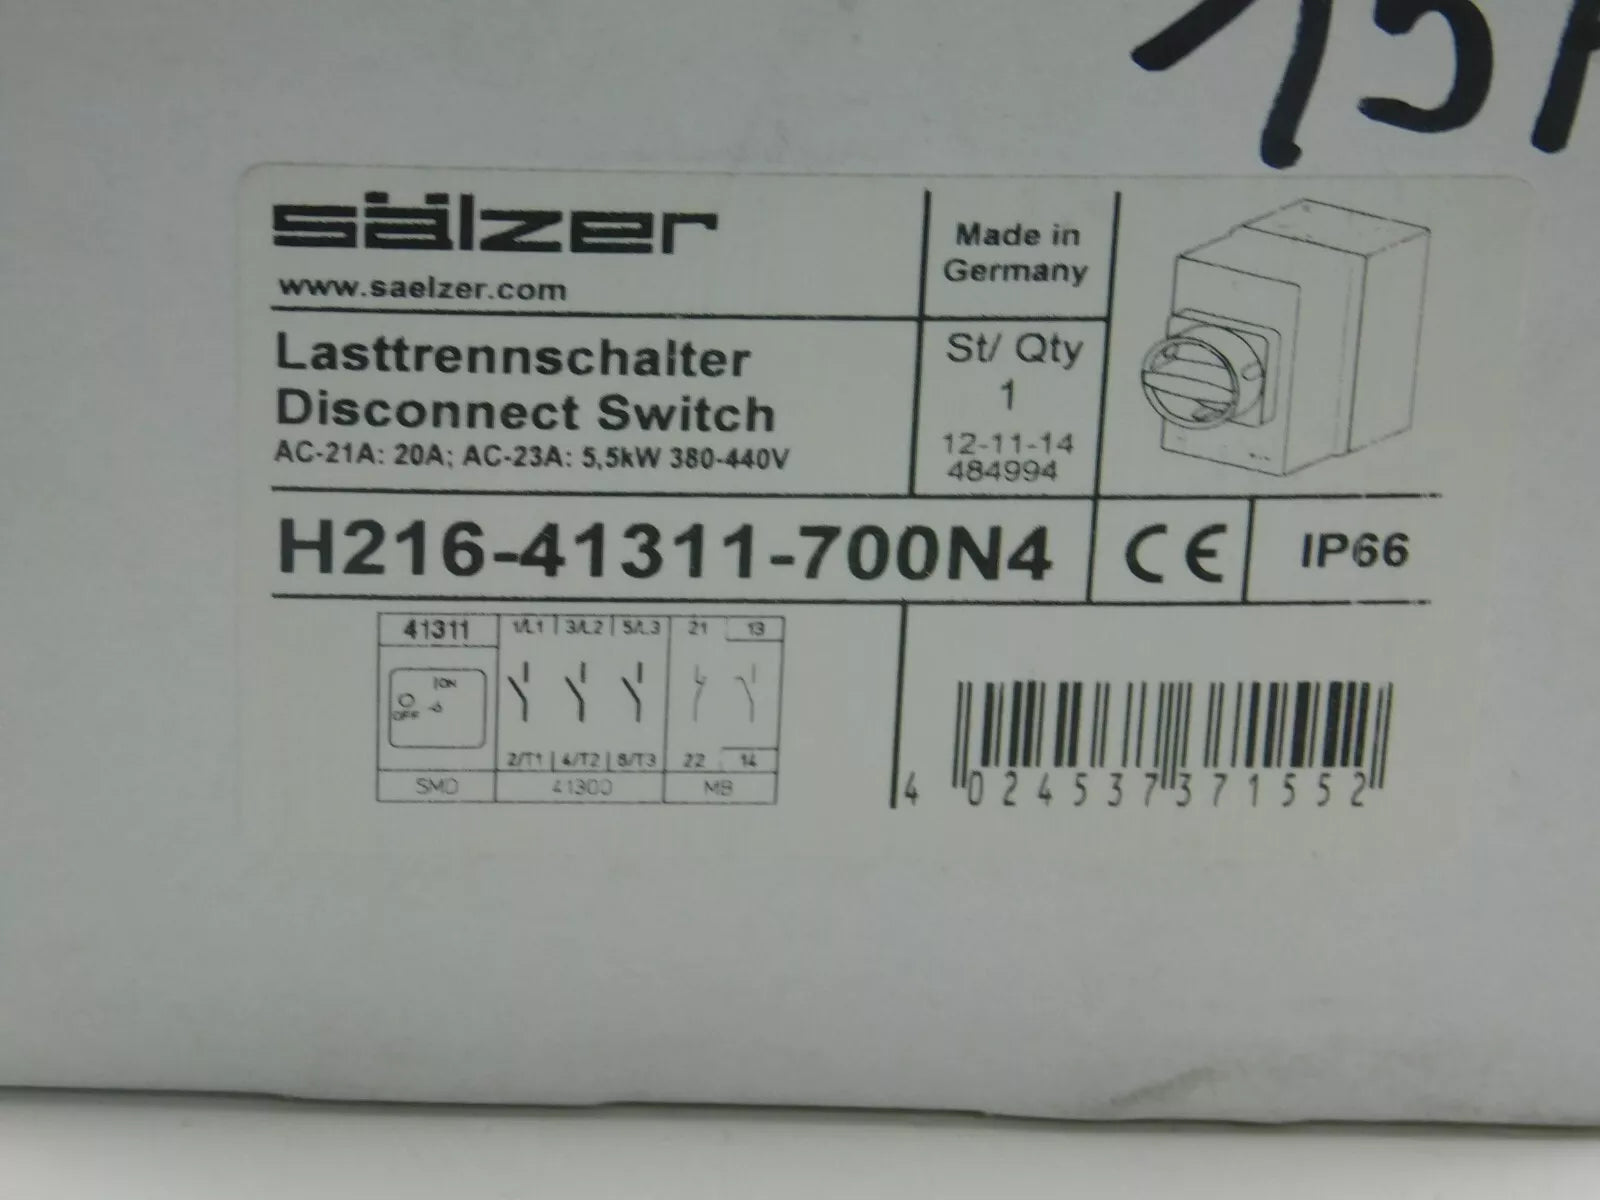 15
sälzer
www.saelzer.com
Made in
Germany
Lasttrennschalter
Disconnect Switch
AC-21A: 20A; AC-23A: 5,5kW 380-440V
St/ Qty
1
12-11-14
484994
H216-41311-700N4
CE
IP66
41311 1/L1 3/L2 5/L3 21 13
ION
O
OFF
2/T1 4/T2 6/T3 22 14
SMO 41300 MB
4 024537 371552